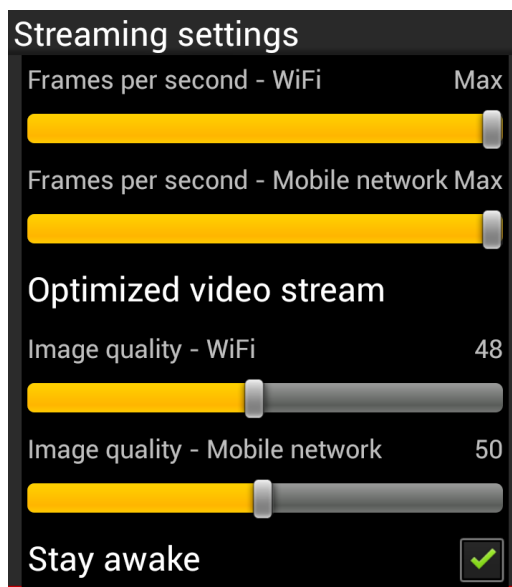 Streaming settings
Frames per second - WiFi Max
Frames per second - Mobile network Max
Optimized video stream
Image quality - WiFi 48
Image quality - Mobile network 50
Stay awake